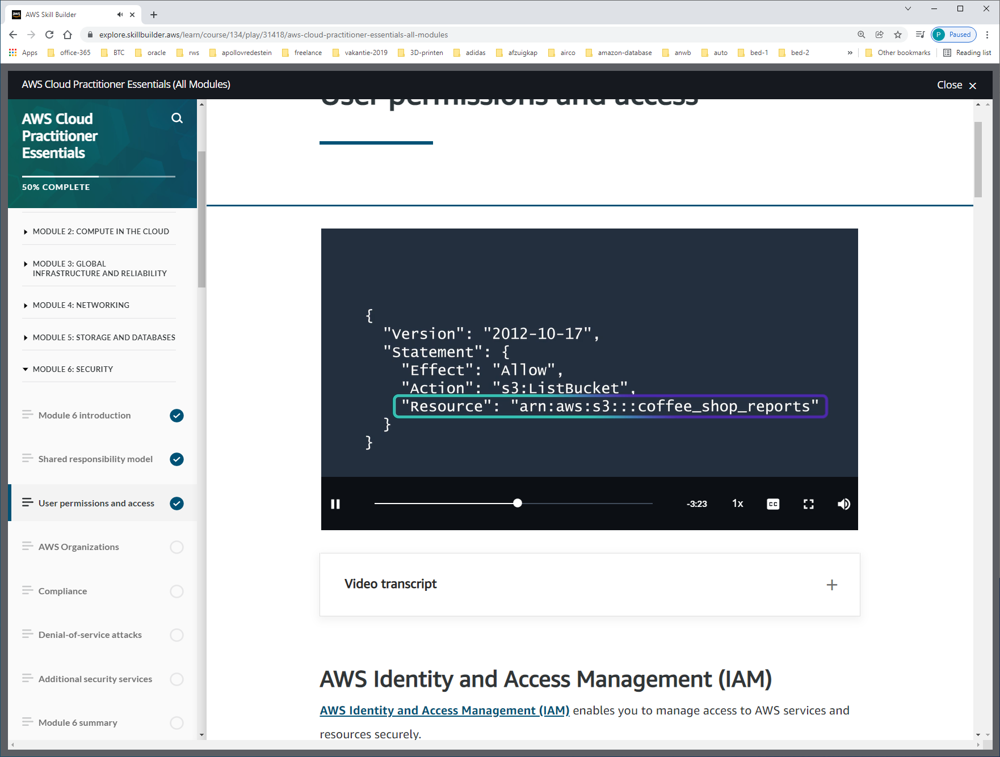 aws
AWS Skill Builder
explore.skillbuilder.aws/learn/course/134/play/31418/aws-cloud-practitioner-essentials-all-modules
P Paused
Apps office-365 BTC oracle rws apollovredestein freelance vakantie-2019 3D-printen adidas afzuigkap airco amazon-database anwb auto bed-1 bed-2 » Other bookmarks Reading list
AWS Cloud Practitioner Essentials (All Modules)
Close
AWS Cloud
Practitioner
Essentials
50% COMPLETE
MODULE 2: COMPUTE IN THE CLOUD
MODULE 3: GLOBAL
INFRASTRUCTURE AND RELIABILITY
MODULE 4: NETWORKING
MODULE 5: STORAGE AND DATABASES
MODULE 6: SECURITY
Module 6 introduction
Shared responsibility model
User permissions and access
AWS Organizations
Compliance
Denial-of-service attacks
Additional security services
Module 6 summary
User permissions and access
{
"Version": "2012-10-17",
"Statement": {
"Effect": "Allow",
"Action": "s3:ListBucket",
"Resource": "arn:aws:s3:::coffee_shop_reports"
}
}
-3:23 1x CC
Video transcript
AWS Identity and Access Management (IAM)
AWS Identity and Access Management (IAM) enables you to manage access to AWS services and
resources securely.